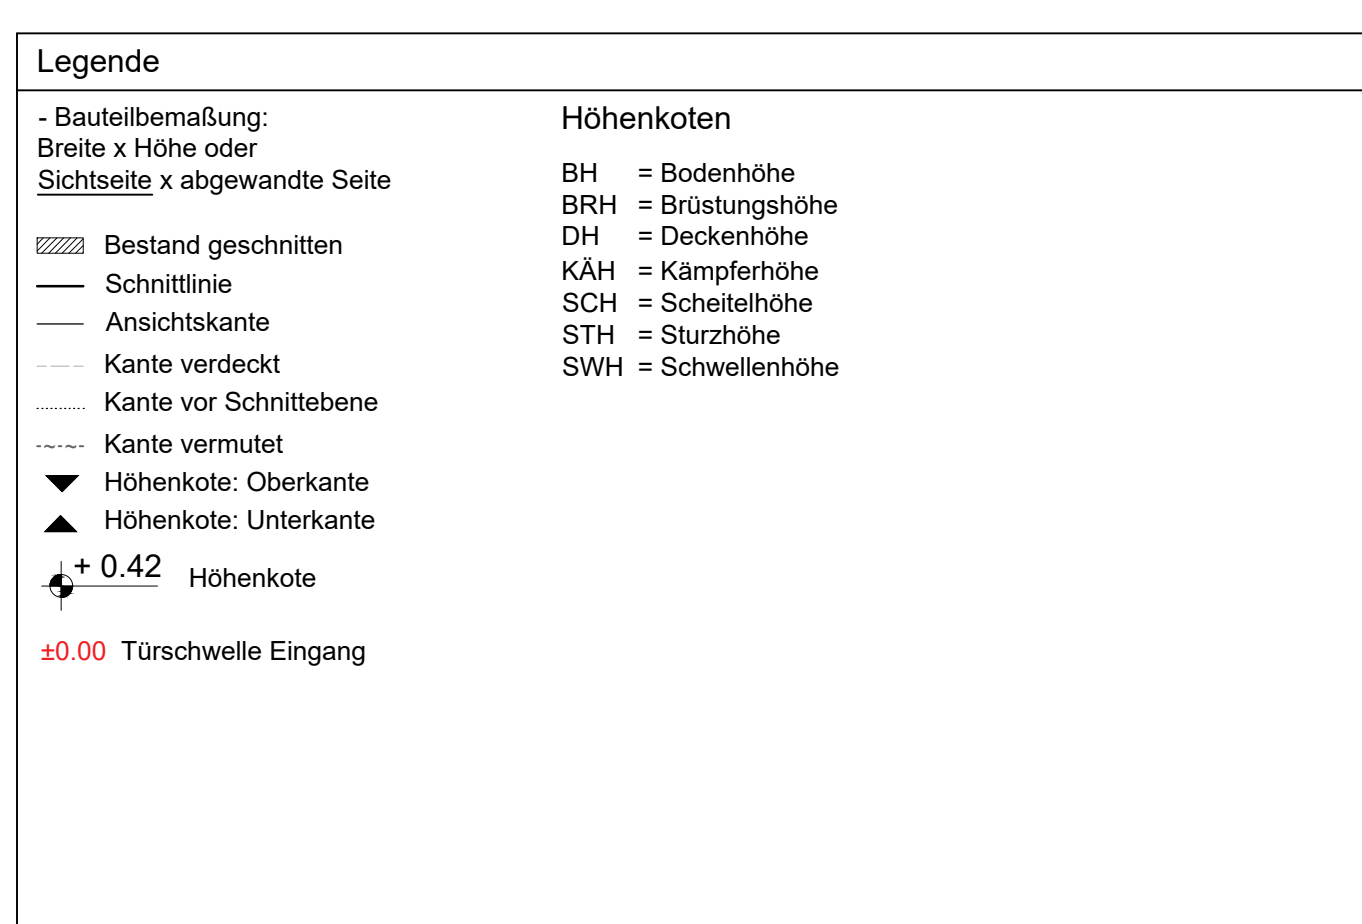 Legende
- Bauteilbemaßung:
Breite x Höhe oder
Sichtseite x abgewandte Seite
Bestand geschnitten
Schnittlinie
Ansichtskante
Kante verdeckt
Kante vor Schnittebene
Kante vermutet
Höhenkote: Oberkante
Höhenkote: Unterkante
+ 0.42 Höhenkote
±0.00 Türschwelle Eingang
Höhenkoten
BH = Bodenhöhe
BRH = Brüstungshöhe
DH = Deckenhöhe
KÄH = Kämpferhöhe
SCH = Scheitelhöhe
STH = Sturzhöhe
SWH = Schwellenhöhe